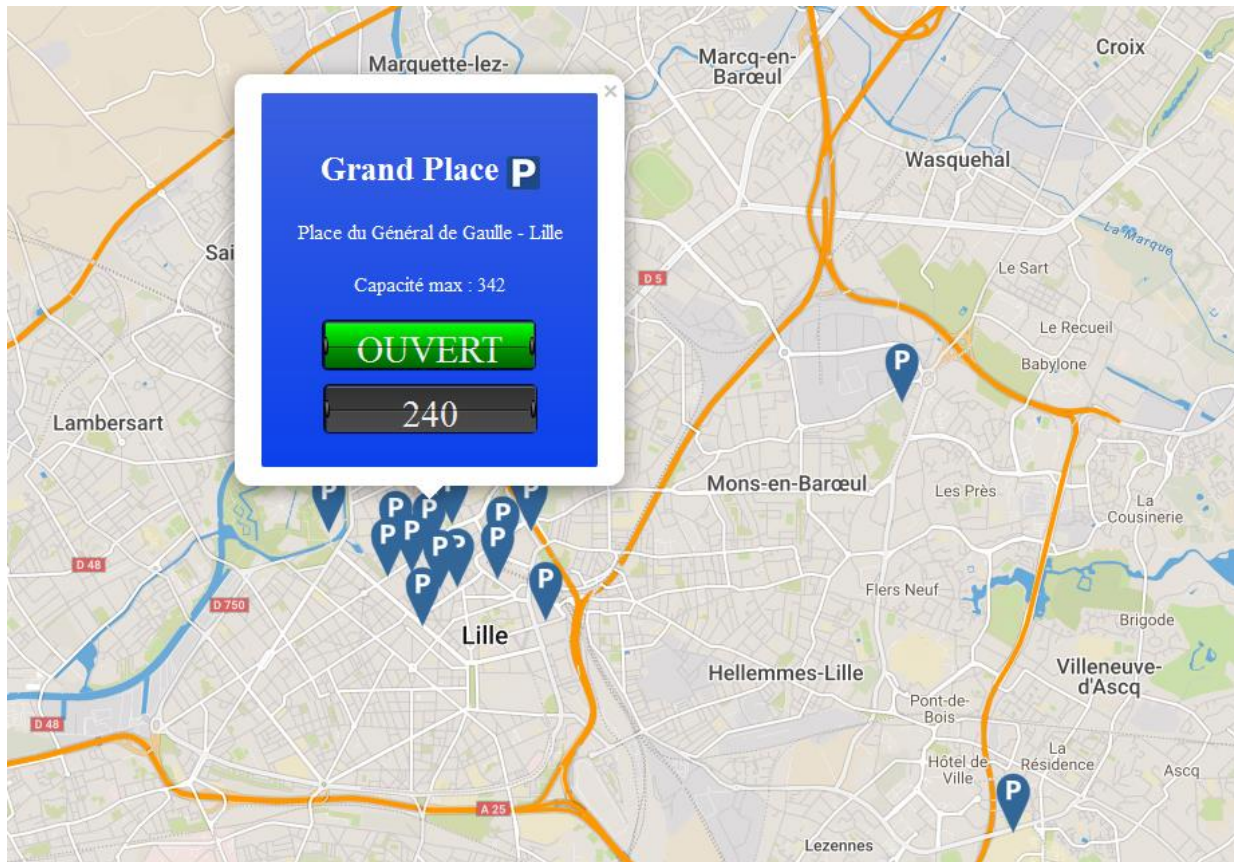 Croix
Marcq-en-
Barœul
Marquette-lez-
×
Wasquehal
Grand Place P
La Marque
Place du Général de Gaulle - Lille
Le Sart
D 5
Capacité max : 342
Le Recueil
OUVERT
Babylone
P
240
Lambersart
Mons-en-Barœul
Les Près
La
Cousinerie
P
P
P
P
P
P
P
P
P
P
D 48
P
P
Flers Neuf
D 750
Brigode
Lille
Hellemmes-Lille
Villeneuve-
d'Ascq
Pont-de-
Bois
D 48
Hôtel de
Ville
La
Résidence
Ascq
P
A 25
Lezennes